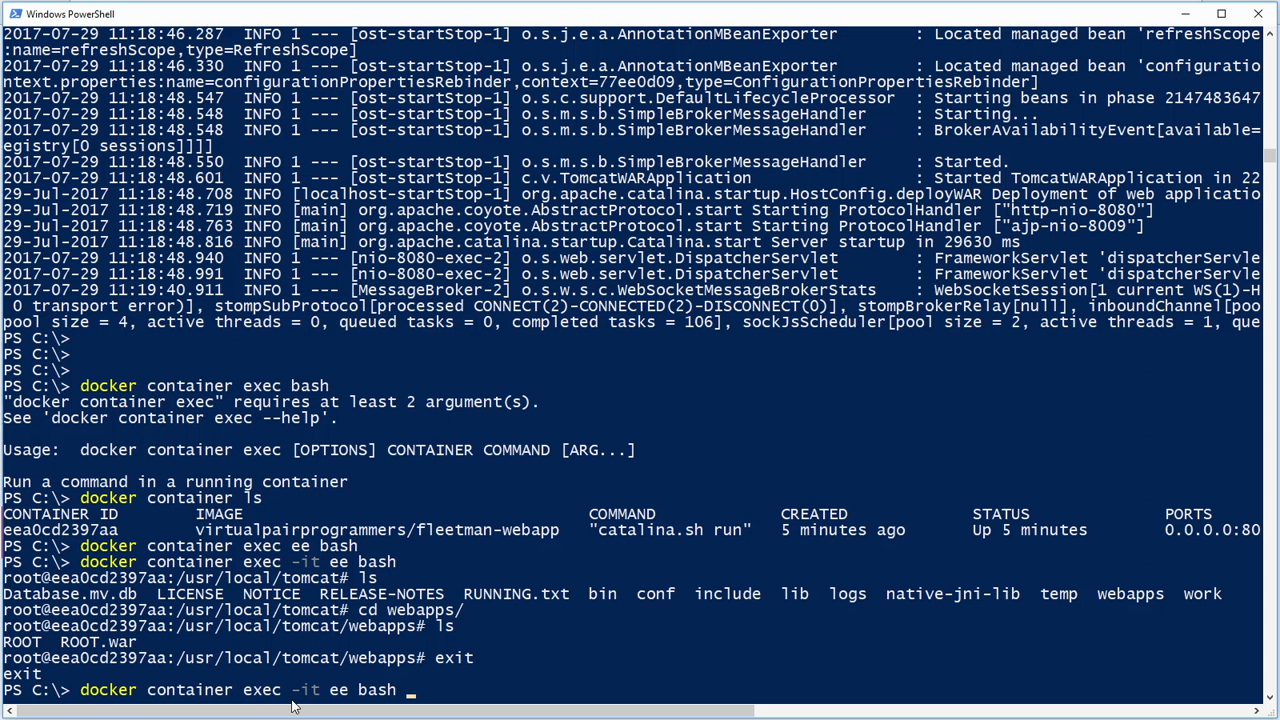 Windows PowerShell
2017-07-29 11:18:46.287  INFO 1 --- [ost-startStop-1] o.s.j.e.a.AnnotationMBeanExporter        : Located managed bean 'refreshScope
:name=refreshScope,type=RefreshScope]
2017-07-29 11:18:46.330  INFO 1 --- [ost-startStop-1] o.s.j.e.a.AnnotationMBeanExporter        : Located managed bean 'configuratio
ntext.properties:name=configurationPropertiesRebinder,context=77ee0d09,type=ConfigurationPropertiesRebinder]
2017-07-29 11:18:48.547  INFO 1 --- [ost-startStop-1] o.s.c.support.DefaultLifecycleProcessor  : Starting beans in phase 2147483647
2017-07-29 11:18:48.548  INFO 1 --- [ost-startStop-1] o.s.m.s.b.SimpleBrokerMessageHandler     : Starting...
2017-07-29 11:18:48.548  INFO 1 --- [ost-startStop-1] o.s.m.s.b.SimpleBrokerMessageHandler     : BrokerAvailabilityEvent[available=
egistry[0 sessions]]]]
2017-07-29 11:18:48.550  INFO 1 --- [ost-startStop-1] o.s.m.s.b.SimpleBrokerMessageHandler     : Started.
2017-07-29 11:18:48.601  INFO 1 --- [ost-startStop-1] c.v.TomcatWARApplication                 : Started TomcatWARApplication in 22
29-Jul-2017 11:18:48.708 INFO [localhost-startStop-1] org.apache.catalina.startup.HostConfig.deployWAR Deployment of web applicatio
29-Jul-2017 11:18:48.719 INFO [main] org.apache.coyote.AbstractProtocol.start Starting ProtocolHandler ["http-nio-8080"]
29-Jul-2017 11:18:48.763 INFO [main] org.apache.coyote.AbstractProtocol.start Starting ProtocolHandler ["ajp-nio-8009"]
29-Jul-2017 11:18:48.816 INFO [main] org.apache.catalina.startup.Catalina.start Server startup in 29630 ms
2017-07-29 11:18:48.940  INFO 1 --- [nio-8080-exec-2] o.s.web.servlet.DispatcherServlet        : FrameworkServlet 'dispatcherServle
2017-07-29 11:18:48.991  INFO 1 --- [nio-8080-exec-2] o.s.web.servlet.DispatcherServlet        : FrameworkServlet 'dispatcherServle
2017-07-29 11:19:40.911  INFO 1 --- [MessageBroker-2] o.s.w.s.c.WebSocketMessageBrokerStats    : WebSocketSession[1 current WS(1)-H
 0 transport error)], stompSubProtocol[processed CONNECT(2)-CONNECTED(2)-DISCONNECT(0)], stompBrokerRelay[null], inboundChannel[poo
pool size = 4, active threads = 0, queued tasks = 0, completed tasks = 106], sockJsScheduler[pool size = 2, active threads = 1, que
PS C:\>
PS C:\>
PS C:\>
PS C:\> docker container exec bash
"docker container exec" requires at least 2 argument(s).
See 'docker container exec --help'.
Usage:  docker container exec [OPTIONS] CONTAINER COMMAND [ARG...]
Run a command in a running container
PS C:\> docker container ls
CONTAINER ID        IMAGE                                    COMMAND             CREATED             STATUS              PORTS
eea0cd2397aa        virtualpairprogrammers/fleetman-webapp   "catalina.sh run"   5 minutes ago       Up 5 minutes        0.0.0.0:80
PS C:\> docker container exec ee bash
PS C:\> docker container exec -it ee bash
root@eea0cd2397aa:/usr/local/tomcat# ls
Database.mv.db  LICENSE  NOTICE  RELEASE-NOTES  RUNNING.txt  bin  conf  include  lib  logs  native-jni-lib  temp  webapps  work
root@eea0cd2397aa:/usr/local/tomcat# cd webapps/
root@eea0cd2397aa:/usr/local/tomcat/webapps# ls
ROOT  ROOT.war
root@eea0cd2397aa:/usr/local/tomcat/webapps# exit
exit
PS C:\> docker container exec -it ee bash